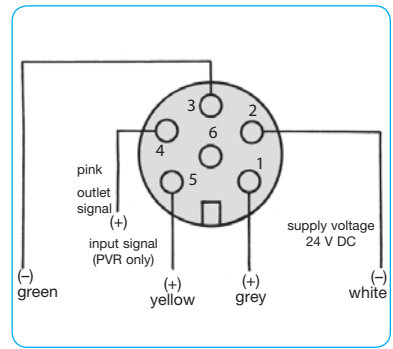 3
2
6
4
1
5
pink
outlet
signal
(+)
input signal
(PVR only)
supply voltage
24 V DC
(–)
green
(+)
yellow
(+)
grey
(–)
white